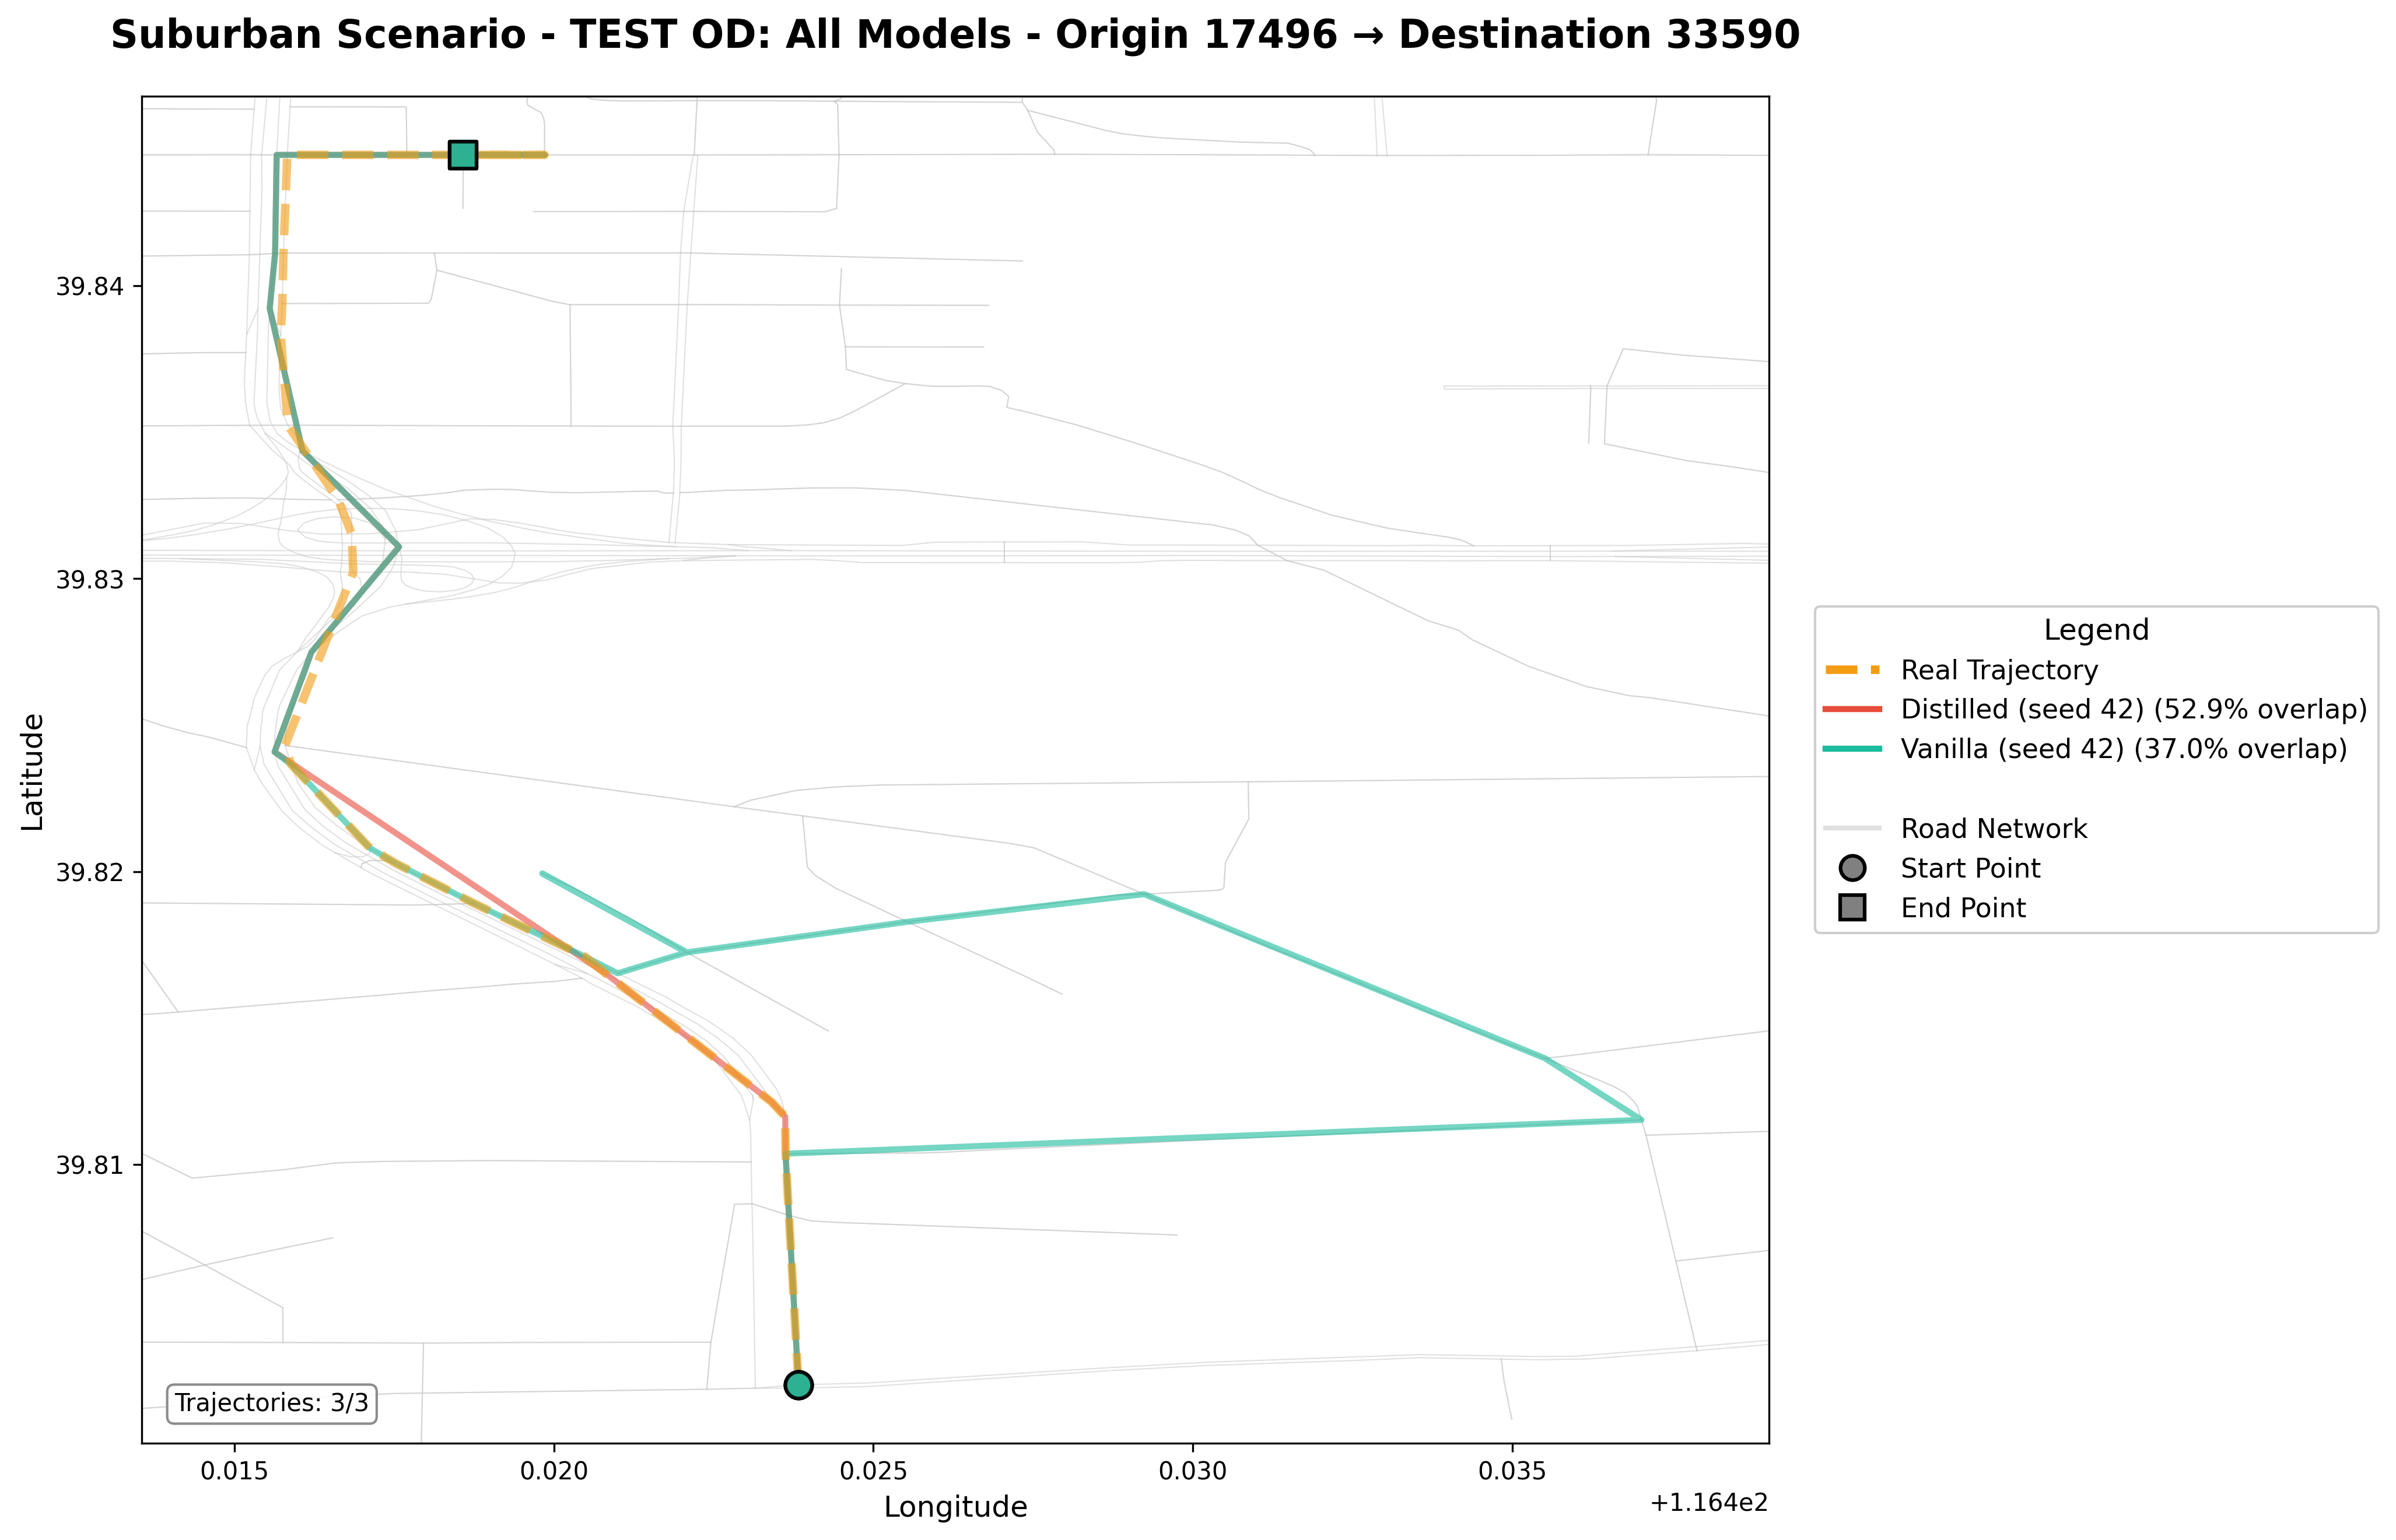 Suburban Scenario - TEST OD: All Models - Origin 17496 → Destination 33590
Latitude
39.84
39.83
39.82
39.81
Trajectories: 3/3
0.015
0.020
0.025
0.030
0.035
+1.164e2
Longitude
Legend
Real Trajectory
Distilled (seed 42) (52.9% overlap)
Vanilla (seed 42) (37.0% overlap)
Road Network
Start Point
End Point